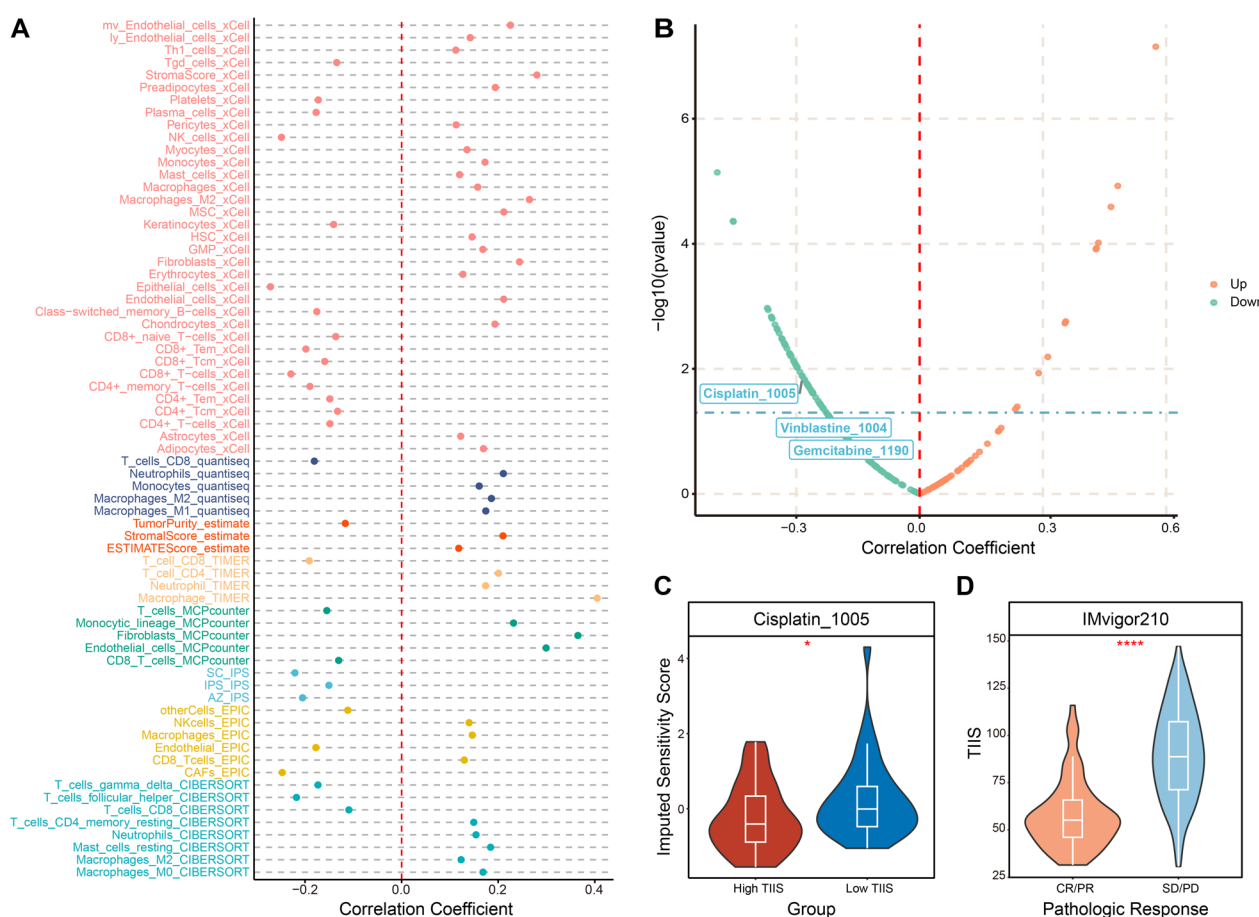 A
mv_Endothelial_cells_xCell
ly_Endothelial_cells_xCell
Th1_cells_xCell
Tgd_cells_xCell
StromaScore_xCell
Preadipocytes_xCell
Platelets_xCell
Plasma_cells_xCell
Pericytes_xCell
NK_cells_xCell
Myocytes_xCell
Monocytes_xCell
Mast_cells_xCell
Macrophages_xCell
Macrophages_M2_xCell
MSC_xCell
Keratinocytes_xCell
HSC_xCell
GMP_xCell
Fibroblasts_xCell
Erythrocytes_xCell
Epithelial_cells_xCell
Endothelial_cells_xCell
Class−switched_memory_B−cells_xCell
Chondrocytes_xCell
CD8+_naive_T−cells_xCell
CD8+_Tem_xCell
CD8+_Tcm_xCell
CD8+_T−cells_xCell
CD4+_memory_T−cells_xCell
CD4+_Tem_xCell
CD4+_Tcm_xCell
CD4+_T−cells_xCell
Astrocytes_xCell
Adipocytes_xCell
T_cells_CD8_quantiseq
Neutrophils_quantiseq
Monocytes_quantiseq
Macrophages_M2_quantiseq
Macrophages_M1_quantiseq
TumorPurity_estimate
StromalScore_estimate
ESTIMATEScore_estimate
T_cell_CD8_TIMER
T_cell_CD4_TIMER
Neutrophil_TIMER
Macrophage_TIMER
T_cells_MCPcounter
Monocytic_lineage_MCPcounter
Fibroblasts_MCPcounter
Endothelial_cells_MCPcounter
CD8_T_cells_MCPcounter
SC_IPS
IPS_IPS
AZ_IPS
otherCells_EPIC
NKcells_EPIC
Macrophages_EPIC
Endothelial_EPIC
CD8_Tcells_EPIC
CAFs_EPIC
T_cells_gamma_delta_CIBERSORT
T_cells_follicular_helper_CIBERSORT
T_cells_CD8_CIBERSORT
T_cells_CD4_memory_resting_CIBERSORT
Neutrophils_CIBERSORT
Mast_cells_resting_CIBERSORT
Macrophages_M2_CIBERSORT
Macrophages_M0_CIBERSORT
−0.2 0.0 0.2 0.4
Correlation Coefficient
B
6
4
2
0
−log10(pvalue)
Cisplatin_1005
Vinblastine_1004
Gemcitabine_1190
−0.3 0.0 0.3 0.6
Correlation Coefficient
Up
Down
C
Cisplatin_1005
*
4
2
0
Imputed Sensitivity Score
High TIIS Low TIIS
Group
D
IMvigor210
****
150
125
100
75
50
25
TIIS
CR/PR SD/PD
Pathologic Response